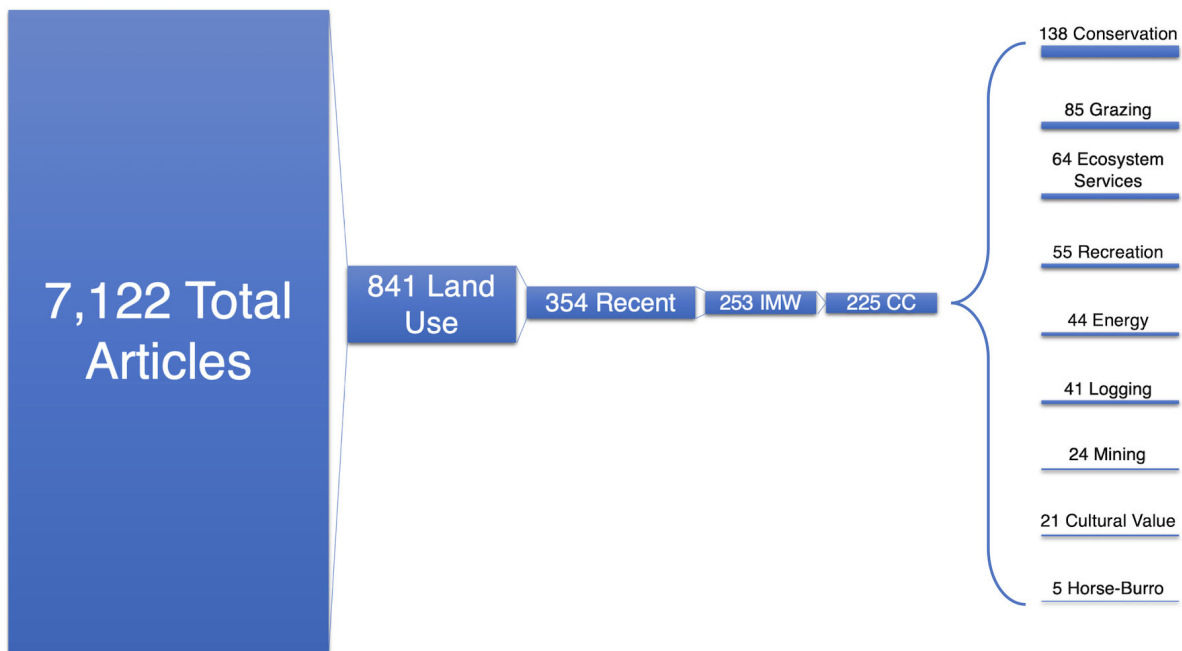 7,122 Total
Articles
841 Land
Use
354 Recent
253 IMW
225 CC
138 Conservation
85 Grazing
64 Ecosystem
Services
55 Recreation
44 Energy
41 Logging
24 Mining
21 Cultural Value
5 Horse-Burro